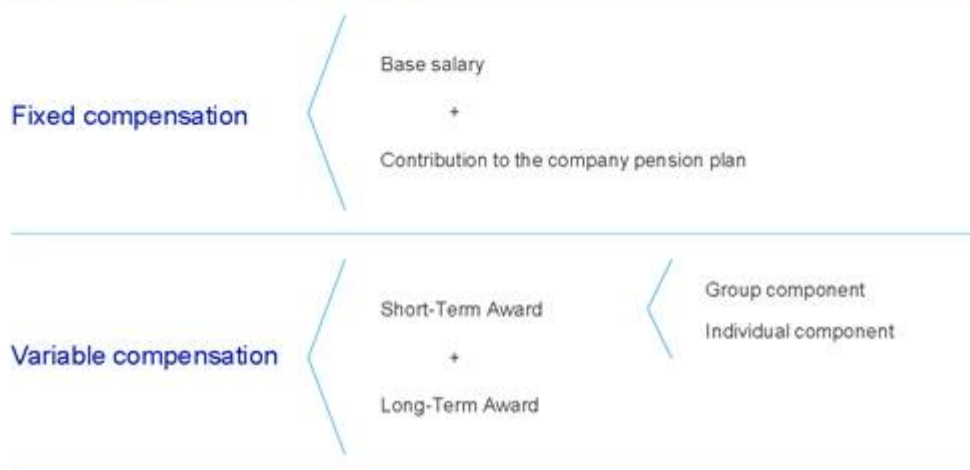 Base salary
Fixed compensation
+
Contribution to the company pension plan
Group component
Short-Term Award
Individual component
Variable compensation
+
Long-Term Award